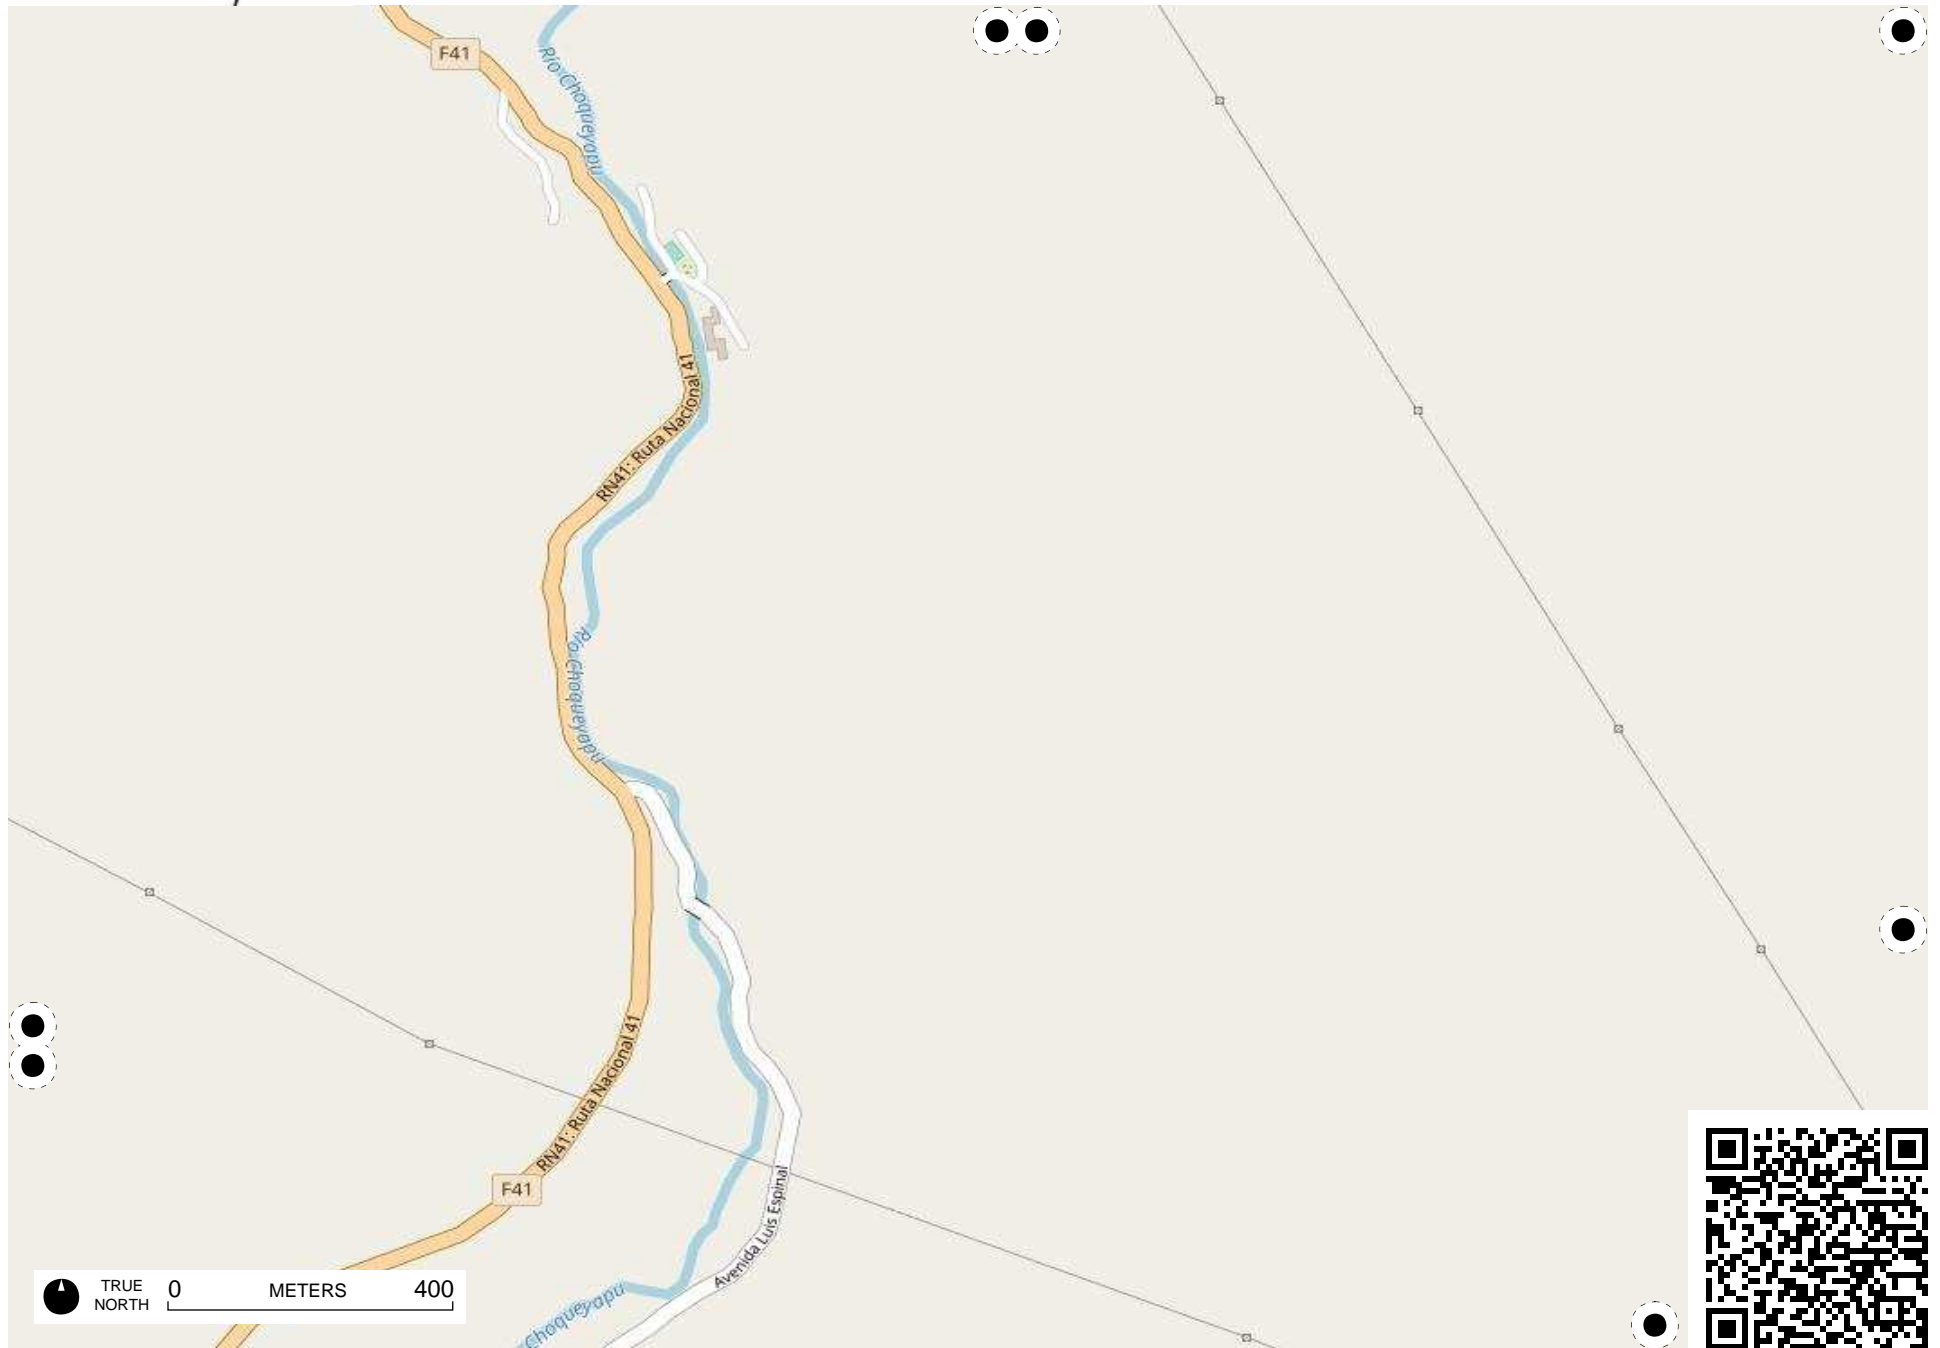 F41
Río Choqueyapu
RN41: Ruta Nacional 41
Río Choqueyapu
RN41: Ruta Nacional 41
F41
Avenida Luis Espinal
Choqueyapu
TRUE
NORTH
0 METERS 400